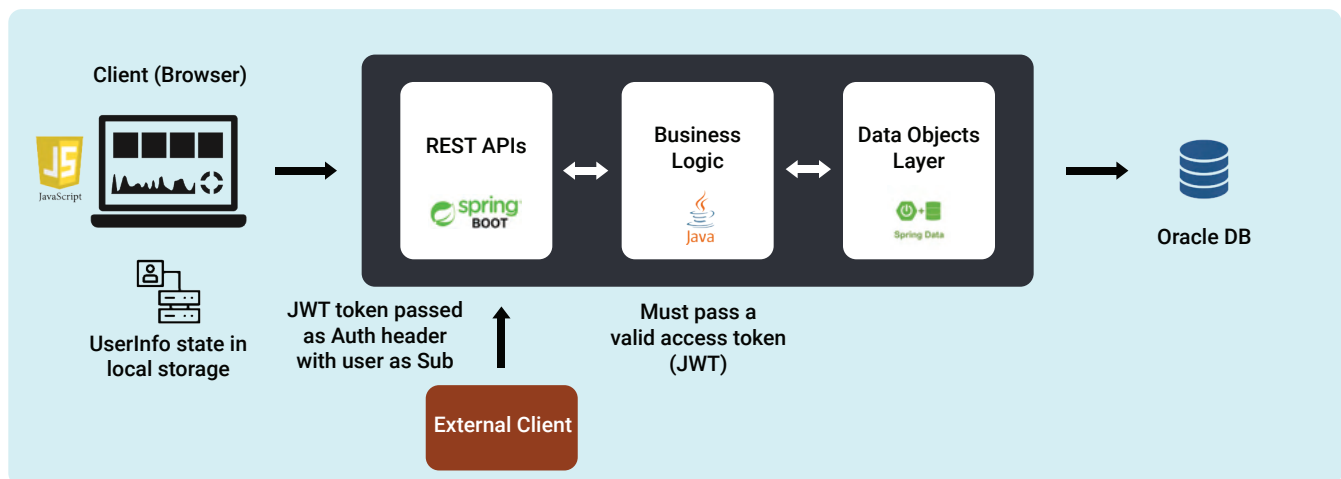 Client (Browser)
JS
JavaScript
UserInfo state in
local storage
REST APIs
spring
BOOT
Business
Logic
Java
Data Objects
Layer
Spring Data
Oracle DB
JWT token passed
as Auth header
with user as Sub
Must pass a
valid access token
(JWT)
External Client